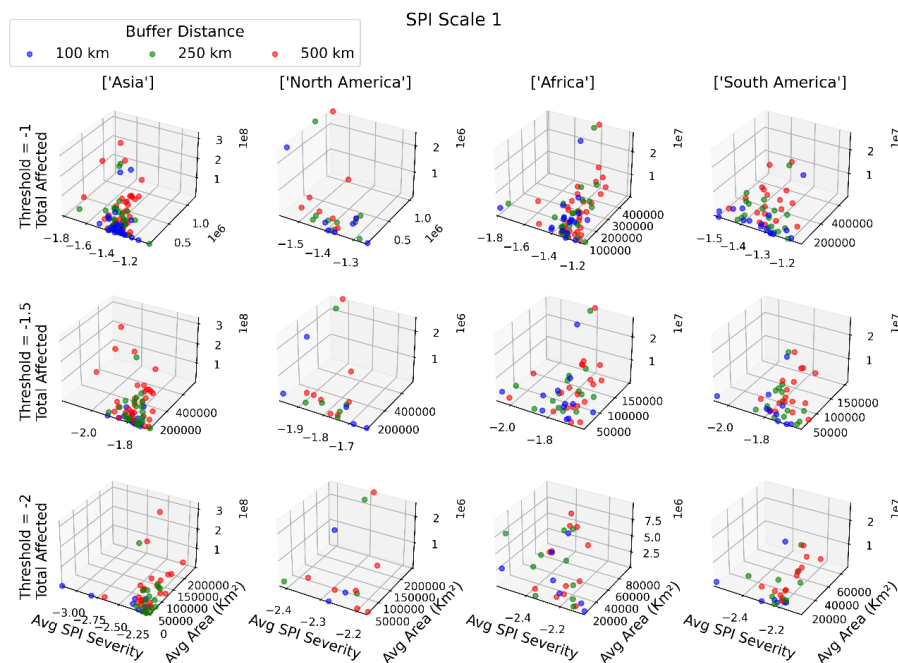 SPI Scale 1
Buffer Distance
100 km 250 km 500 km
['Asia'] ['North America'] ['Africa'] ['South America']
Threshold = -1
Total Affected
1 2 3 1e8
−1.8 −1.6 −1.4 −1.2
0.5 1.0 1e6
1 2 1e6
−1.5 −1.4 −1.3
0.5 1.0 1e6
1 2 1e7
−1.8 −1.6 −1.4 −1.2
100000 200000 300000 400000
1 2 1e7
−1.5 −1.4 −1.3 −1.2
200000 400000
Threshold = -1.5
Total Affected
1 2 3 1e8
−2.0 −1.8
200000 400000
1 2 1e6
−1.9 −1.8 −1.7
200000 400000
1 2 1e7
−2.0 −1.8
50000 100000 150000
1 2 1e7
−2.0 −1.8
50000 100000 150000
Threshold = -2
Total Affected
1 2 3 1e8
−3.00 −2.75 −2.50 −2.25
0 50000 100000 150000 200000
Avg SPI Severity
Avg Area (Km²)
1 2 1e6
−2.4 −2.3 −2.2
50000 100000 150000 200000
Avg SPI Severity
Avg Area (Km²)
2.5 5.0 7.5 1e6
−2.4 −2.2
20000 40000 60000 80000
Avg SPI Severity
Avg Area (Km²)
1 2 1e7
−2.4 −2.2
20000 40000 60000
Avg SPI Severity
Avg Area (Km²)